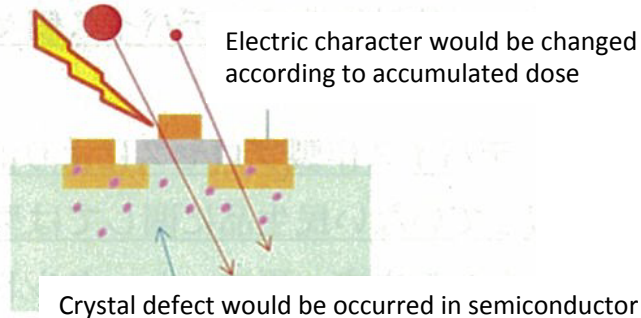 Electric character would be changed
according to accumulated dose
Crystal defect would be occurred in semiconductor